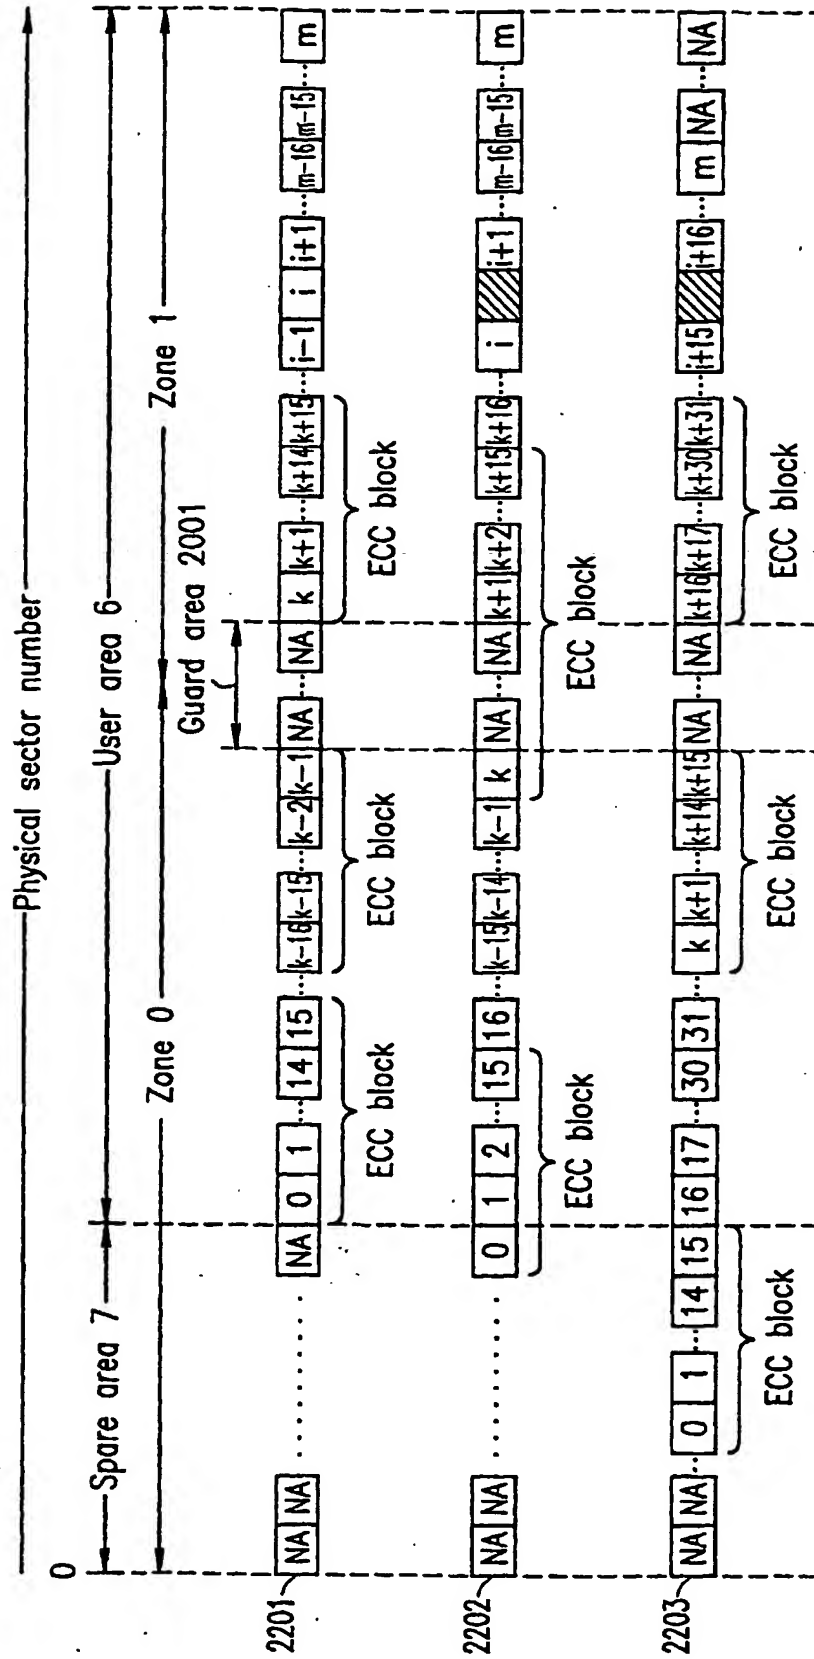 Physical sector number
0
Spare area 7
User area 6
Zone 0
Zone 1
Guard area 2001
2201
NA NA ........ NA 0 1 ... 14 15 ... k-16 k-15 ... k-2 k-1 NA ... NA k k+1 ... k+14 k+15 ... i-1 i i+1 ... m-16 m-15 ... m
ECC block
ECC block
ECC block
2202
NA NA ........ 0 1 2 ... 15 16 ... k-15 k-14 ... k-1 k NA ... NA k+1 k+2 ... k+15 k+16 ... i i+1 ... m-16 m-15 ... m
ECC block
ECC block
2203
NA NA ... 0 1 ... 14 15 16 17 ... 30 31 ... k k+1 ... k+14 k+15 NA ... NA k+16 k+17 ... k+30 k+31 ... i+15 i+16 ... m NA ... NA
ECC block
ECC block
ECC block